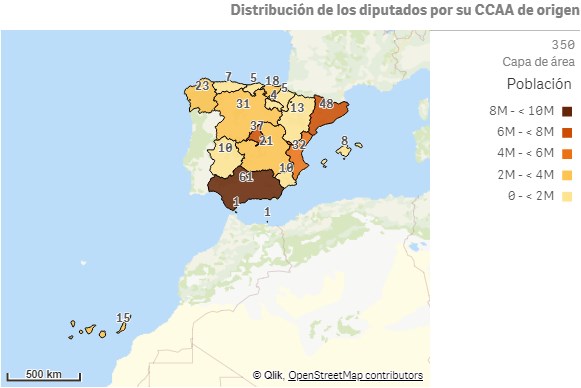 Distribución de los diputados por su CCAA de origen
350
Capa de área
Población
8M - < 10M
6M - < 8M
4M - < 6M
2M - < 4M
0 - < 2M
23
7
5
18
5
4
31
13
48
37
21
10
32
8
10
61
1
1
15
500 km
© Qlik, OpenStreetMap contributors